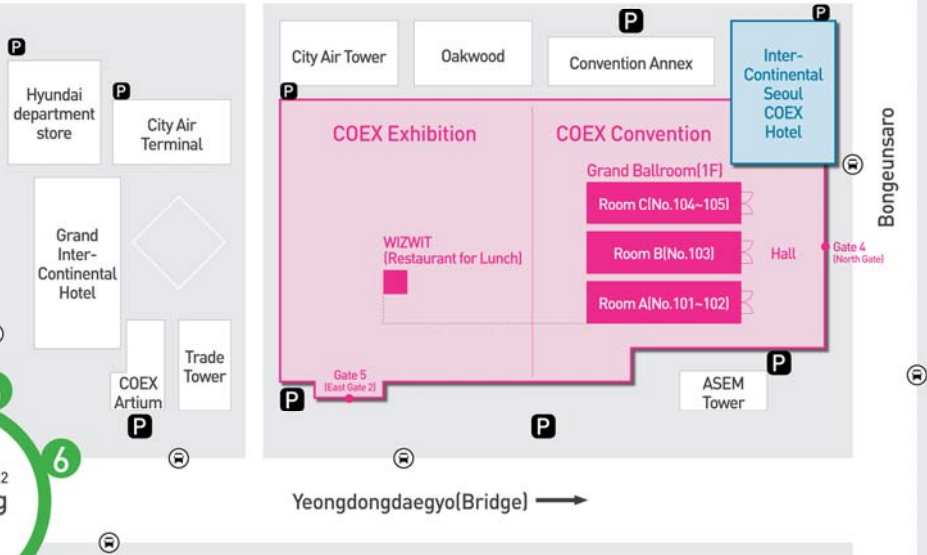 P
Hyundai
department
store
P
City Air
Terminal
Grand
Inter-
Continental
Hotel
COEX
Artium
P
Trade
Tower
6
City Air Tower
Oakwood
P
Convention Annex
P
Inter-
Continental
Seoul
COEX
Hotel
P
COEX Exhibition
COEX Convention
Grand Ballroom(1F)
Room C(No.104~105)
Room B(No.103)
Room A(No.101~102)
Hall
WIZWIT
(Restaurant for Lunch)
Gate 4
(North Gate)
Gate 5
(East Gate 2)
P
P
P
ASEM
Tower
Bongeunsaro
Yeongdongdaegyo(Bridge)
2
g